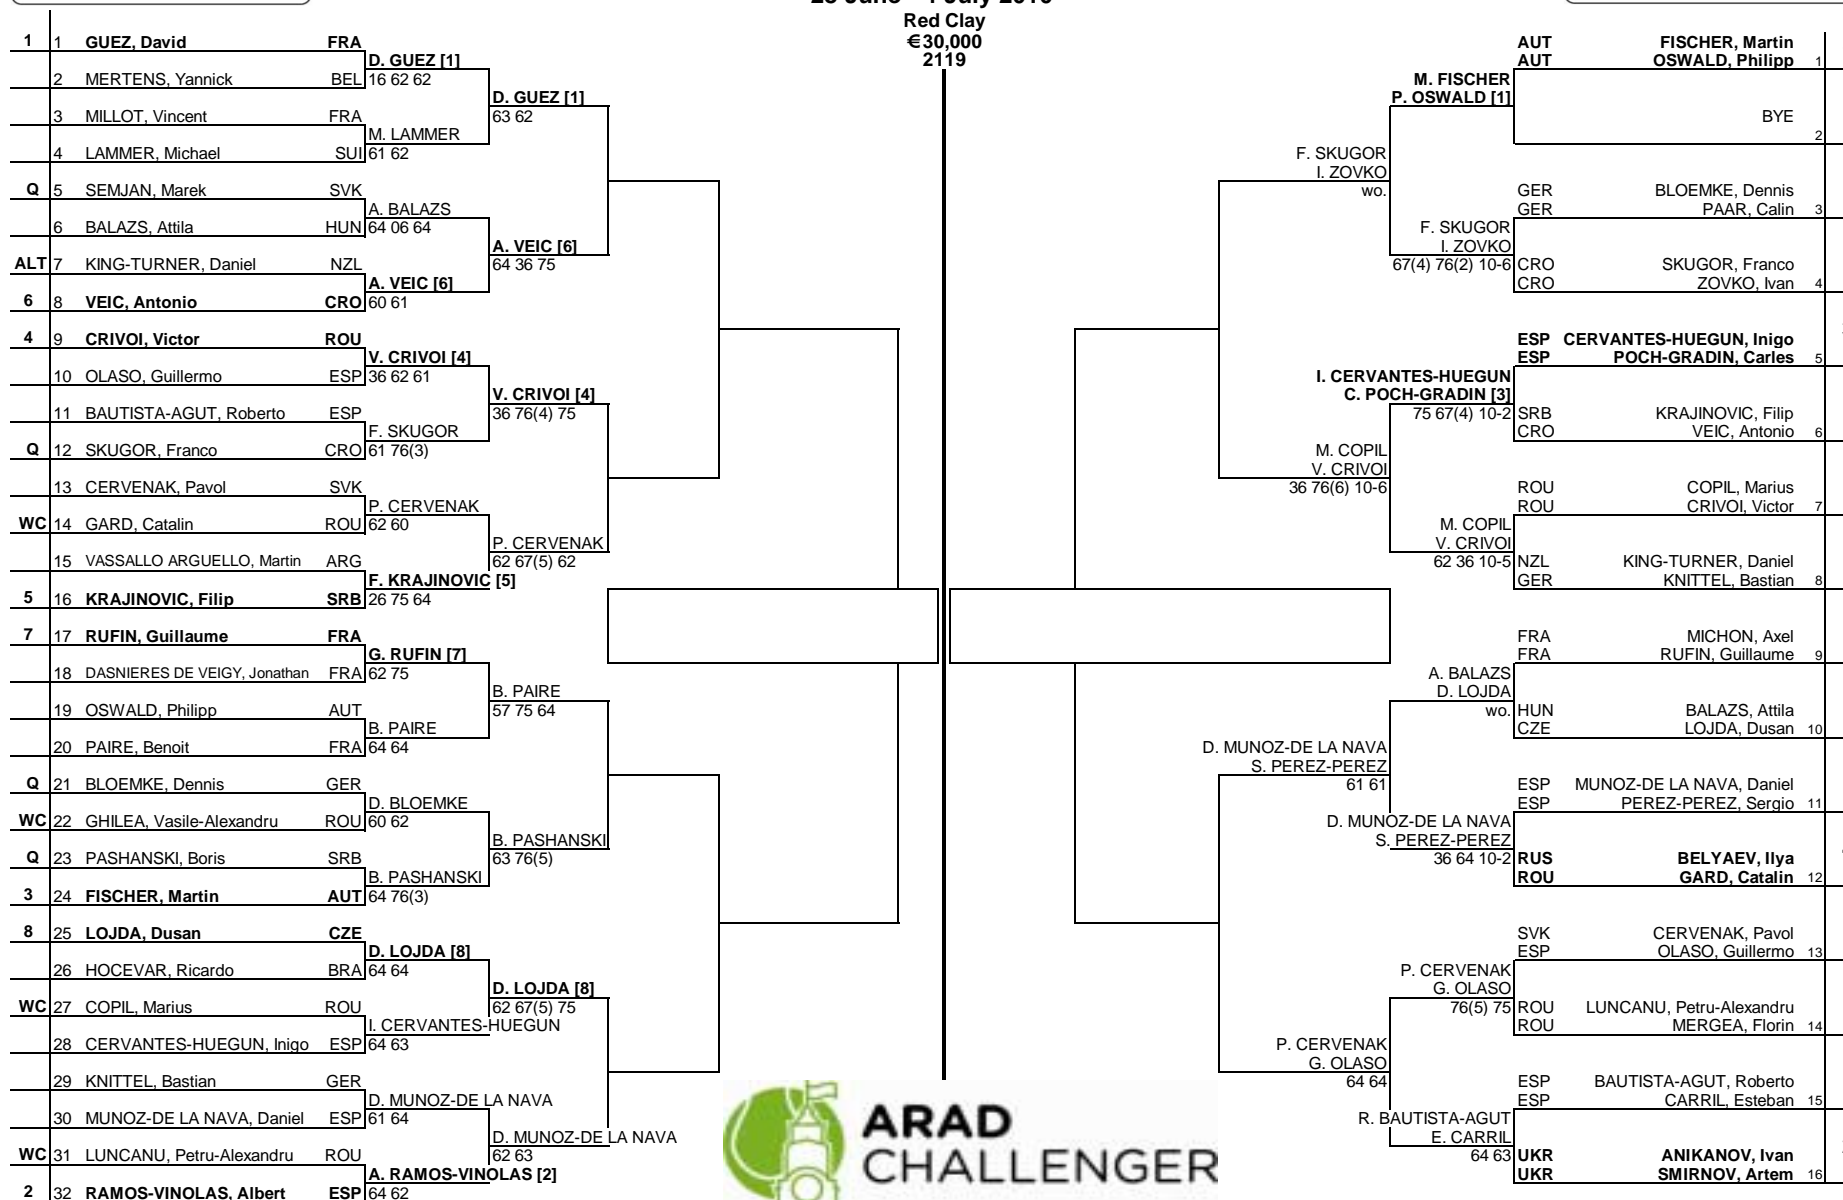 Red Clay
€30,000
2119
1 1 GUEZ, David FRA
D. GUEZ [1]
2 MERTENS, Yannick BEL 16 62 62
D. GUEZ [1]
3 MILLOT, Vincent FRA 63 62
M. LAMMER
4 LAMMER, Michael SUI 61 62
Q 5 SEMJAN, Marek SVK
A. BALAZS
6 BALAZS, Attila HUN 64 06 64
A. VEIC [6]
ALT 7 KING-TURNER, Daniel NZL 64 36 75
A. VEIC [6]
6 8 VEIC, Antonio CRO 60 61
4 9 CRIVOI, Victor ROU
V. CRIVOI [4]
10 OLASO, Guillermo ESP 36 62 61
V. CRIVOI [4]
11 BAUTISTA-AGUT, Roberto ESP 36 76(4) 75
F. SKUGOR
Q 12 SKUGOR, Franco CRO 61 76(3)
13 CERVENAK, Pavol SVK
P. CERVENAK
WC 14 GARD, Catalin ROU 62 60
P. CERVENAK
15 VASSALLO ARGUELLO, Martin ARG 62 67(5) 62
F. KRAJINOVIC [5]
5 16 KRAJINOVIC, Filip SRB 26 75 64
7 17 RUFIN, Guillaume FRA
G. RUFIN [7]
18 DASNIERES DE VEIGY, Jonathan FRA 62 75
B. PAIRE
19 OSWALD, Philipp AUT 57 75 64
B. PAIRE
20 PAIRE, Benoit FRA 64 64
Q 21 BLOEMKE, Dennis GER
D. BLOEMKE
WC 22 GHILEA, Vasile-Alexandru ROU 60 62
B. PASHANSKI
Q 23 PASHANSKI, Boris SRB 63 76(5)
B. PASHANSKI
3 24 FISCHER, Martin AUT 64 76(3)
8 25 LOJDA, Dusan CZE
D. LOJDA [8]
26 HOCEVAR, Ricardo BRA 64 64
D. LOJDA [8]
WC 27 COPIL, Marius ROU 62 67(5) 75
I. CERVANTES-HUEGUN
28 CERVANTES-HUEGUN, Inigo ESP 64 63
29 KNITTEL, Bastian GER
D. MUNOZ-DE LA NAVA
30 MUNOZ-DE LA NAVA, Daniel ESP 61 64
D. MUNOZ-DE LA NAVA
WC 31 LUNCANU, Petru-Alexandru ROU 62 63
A. RAMOS-VINOLAS [2]
2 32 RAMOS-VINOLAS, Albert ESP 64 62
AUT FISCHER, Martin
AUT OSWALD, Philipp 1
M. FISCHER
P. OSWALD [1]
BYE
2
F. SKUGOR
I. ZOVKO
wo.
GER BLOEMKE, Dennis
GER PAAR, Calin 3
F. SKUGOR
I. ZOVKO
67(4) 76(2) 10-6 CRO SKUGOR, Franco
CRO ZOVKO, Ivan 4
ESP CERVANTES-HUEGUN, Inigo
ESP POCH-GRADIN, Carles 5
I. CERVANTES-HUEGUN
C. POCH-GRADIN [3]
75 67(4) 10-2 SRB KRAJINOVIC, Filip
CRO VEIC, Antonio 6
M. COPIL
V. CRIVOI
36 76(6) 10-6
ROU COPIL, Marius
ROU CRIVOI, Victor 7
M. COPIL
V. CRIVOI
62 36 10-5 NZL KING-TURNER, Daniel
GER KNITTEL, Bastian 8
FRA MICHON, Axel
FRA RUFIN, Guillaume 9
A. BALAZS
D. LOJDA
wo. HUN BALAZS, Attila
CZE LOJDA, Dusan 10
D. MUNOZ-DE LA NAVA
S. PEREZ-PEREZ
61 61
ESP MUNOZ-DE LA NAVA, Daniel
ESP PEREZ-PEREZ, Sergio 11
D. MUNOZ-DE LA NAVA
S. PEREZ-PEREZ
36 64 10-2 RUS BELYAEV, Ilya
ROU GARD, Catalin 12
SVK CERVENAK, Pavol
ESP OLASO, Guillermo 13
P. CERVENAK
G. OLASO
76(5) 75 ROU LUNCANU, Petru-Alexandru
ROU MERGEA, Florin 14
P. CERVENAK
G. OLASO
64 64
ESP BAUTISTA-AGUT, Roberto
ESP CARRIL, Esteban 15
R. BAUTISTA-AGUT
E. CARRIL
64 63 UKR ANIKANOV, Ivan
UKR SMIRNOV, Artem 16
ARAD
CHALLENGER